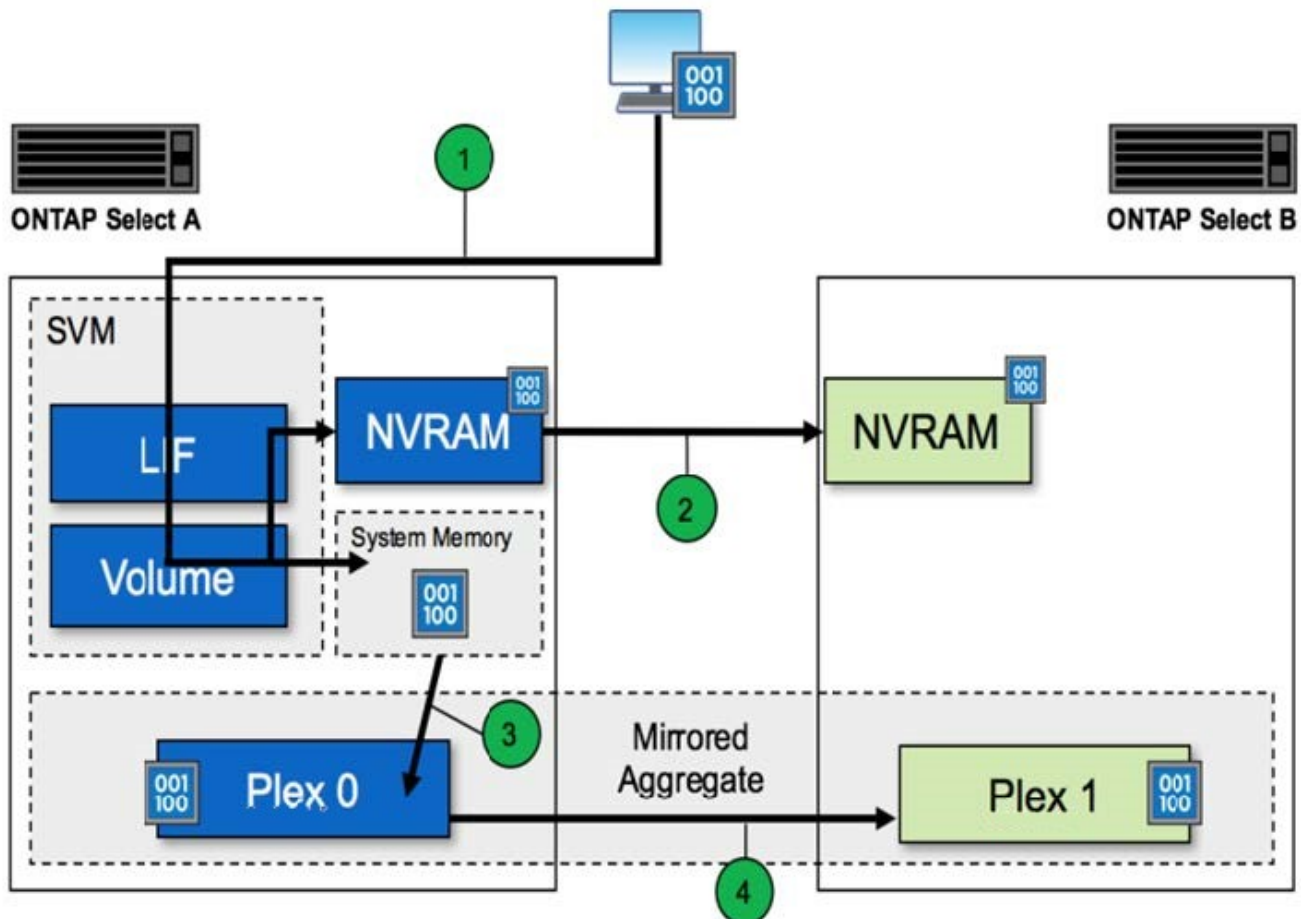 001
100
1
ONTAP Select A
ONTAP Select B
SVM
LIF
Volume
NVRAM
001
100
2
NVRAM
001
100
System Memory
001
100
3
Mirrored
Aggregate
001
100
Plex 0
Plex 1
001
100
4